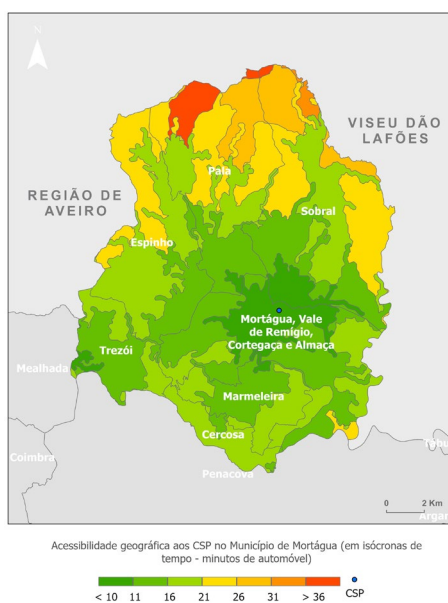 N
VISEU DÃO
LAFÕES
REGIÃO DE
AVEIRO
Pala
Sobral
Espinho
Mortágua, Vale
de Remígio,
Cortegaça e Almaça
Trezói
Mealhada
Marmeleira
Cercosa
Coimbra
Penacova
0 2 Km
Acessibilidade geográfica aos CSP no Município de Mortágua (em isócronas de
tempo - minutos de automóvel)
< 10 11 16 21 26 31 > 36 CSP